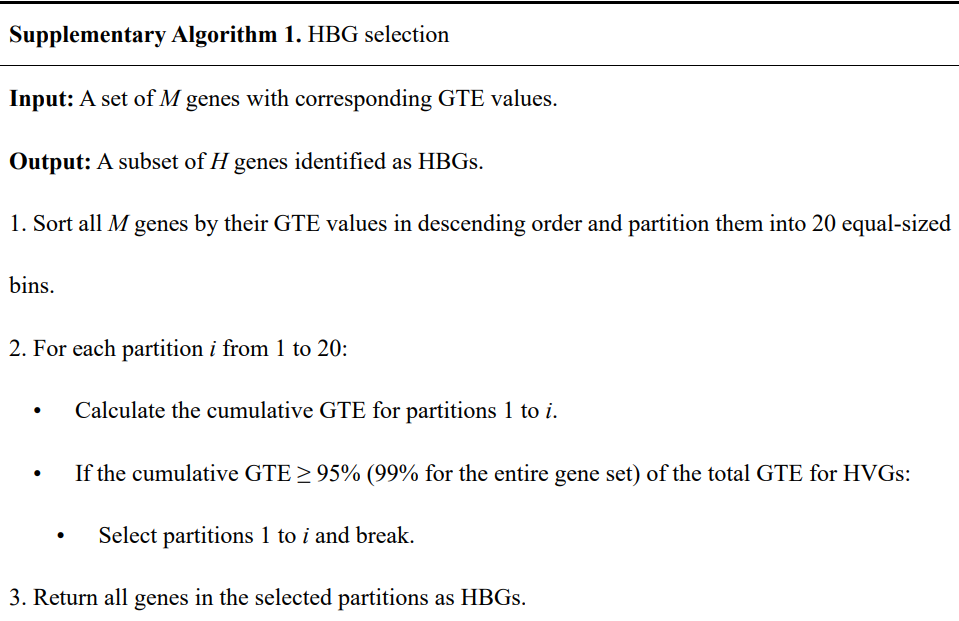 Supplementary Algorithm 1. HBG selection
Input: A set of M genes with corresponding GTE values.
Output: A subset of H genes identified as HBGs.
1. Sort all M genes by their GTE values in descending order and partition them into 20 equal-sized
bins.
2. For each partition i from 1 to 20:
• Calculate the cumulative GTE for partitions 1 to i.
• If the cumulative GTE ≥ 95% (99% for the entire gene set) of the total GTE for HVGs:
• Select partitions 1 to i and break.
3. Return all genes in the selected partitions as HBGs.